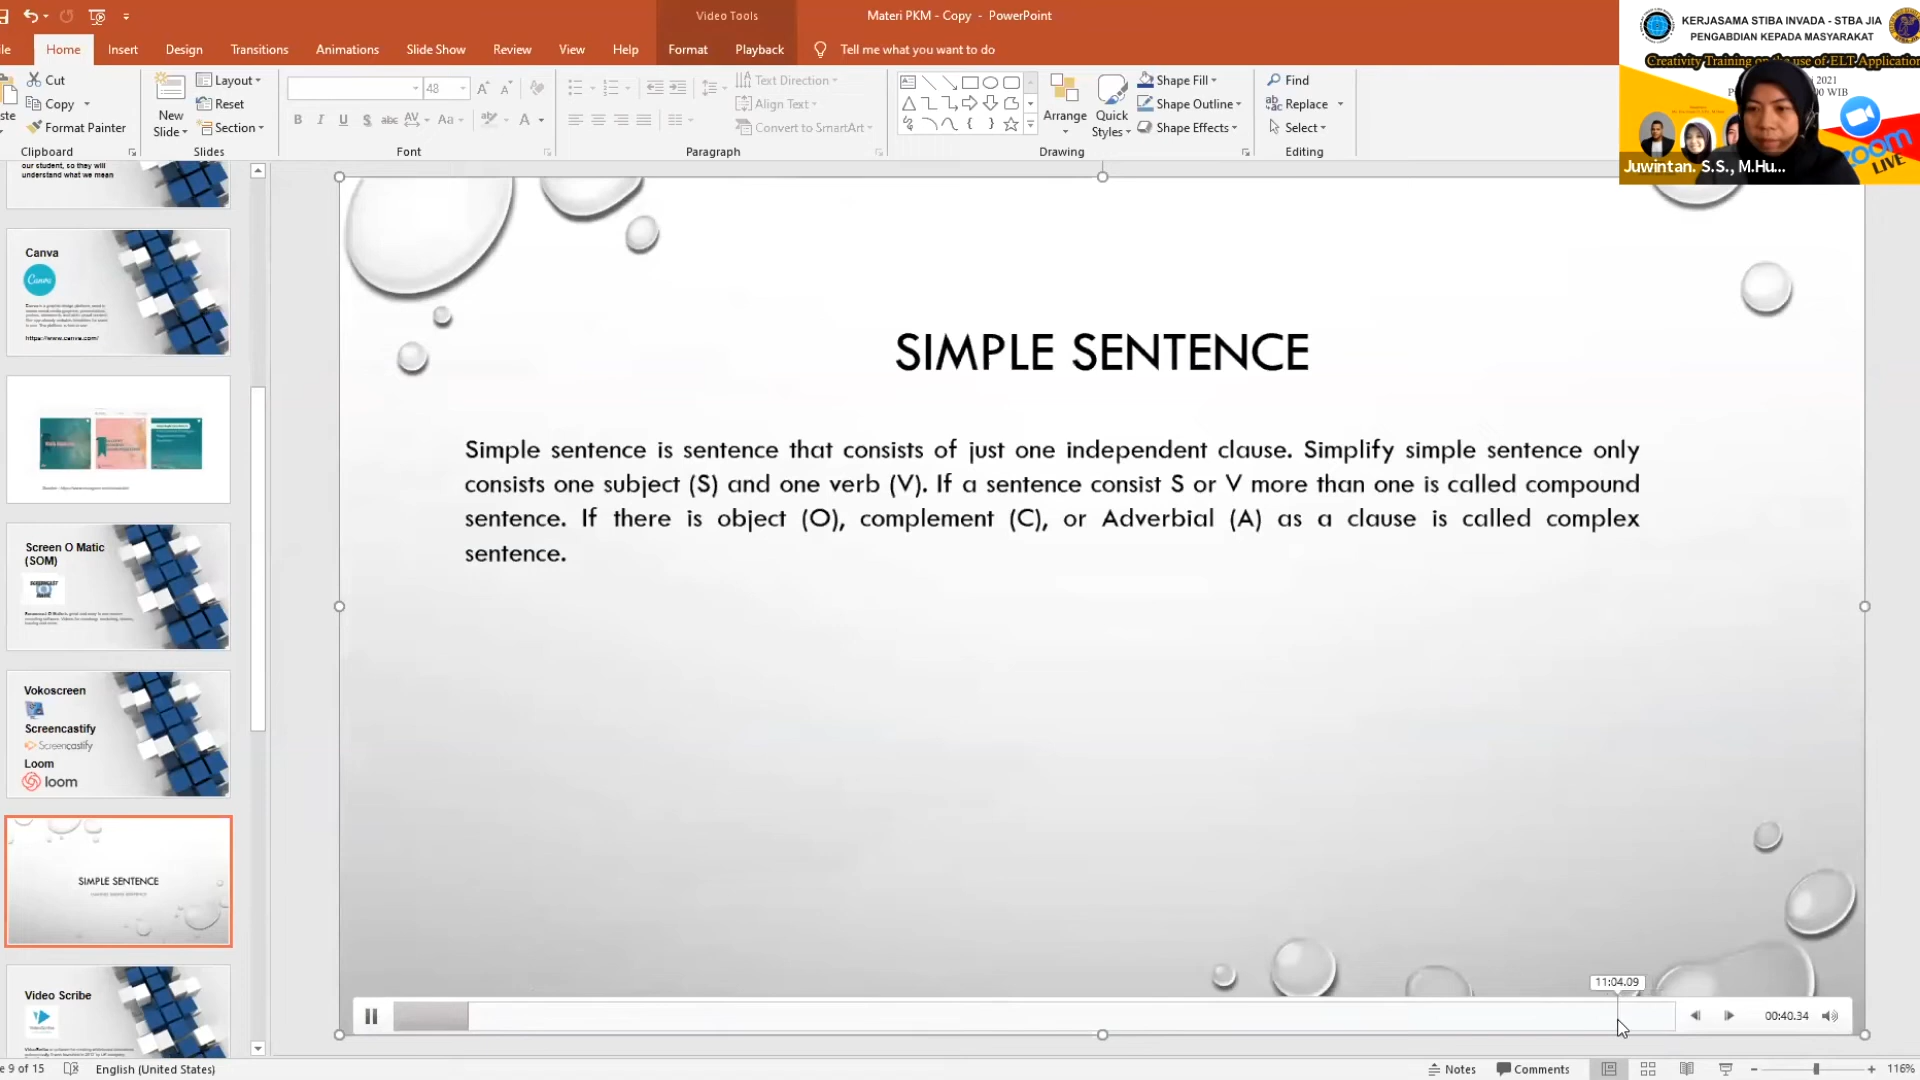 Video Tools
Materi PKM - Copy - PowerPoint
Home Insert Design Transitions Animations Slide Show Review View Help Format Playback Tell me what you want to do
Cut
Copy
Format Painter
Clipboard
New
Slide
Layout
Reset
Section
Slides
48
B I U S abc AV Aa A
Font
Text Direction
Align Text
Convert to SmartArt
Paragraph
Arrange
Quick
Styles
Shape Fill
Shape Outline
Shape Effects
Drawing
Find
Replace
Select
Editing
KERJASAMA STIBA INVADA - STBA JIA
PENGABDIAN KEPADA MASYARAKAT
Creativity Training on the use of ELT Application
2021
00 WIB
zoom
LIVE
Juwintan. S.S., M.Hu...
our student, so they will
understand what we mean
Canva
Canva
https://www.canva.com/
Screen O Matic
(SOM)
Vokoscreen
Screencastify
Screencastify
Loom
loom
SIMPLE SENTENCE
Video Scribe
SIMPLE SENTENCE
Simple sentence is sentence that consists of just one independent clause. Simplify simple sentence only
consists one subject (S) and one verb (V). If a sentence consist S or V more than one is called compound
sentence. If there is object (O), complement (C), or Adverbial (A) as a clause is called complex
sentence.
11:04.09
00:40.34
9 of 15 English (United States)
Notes Comments 116%